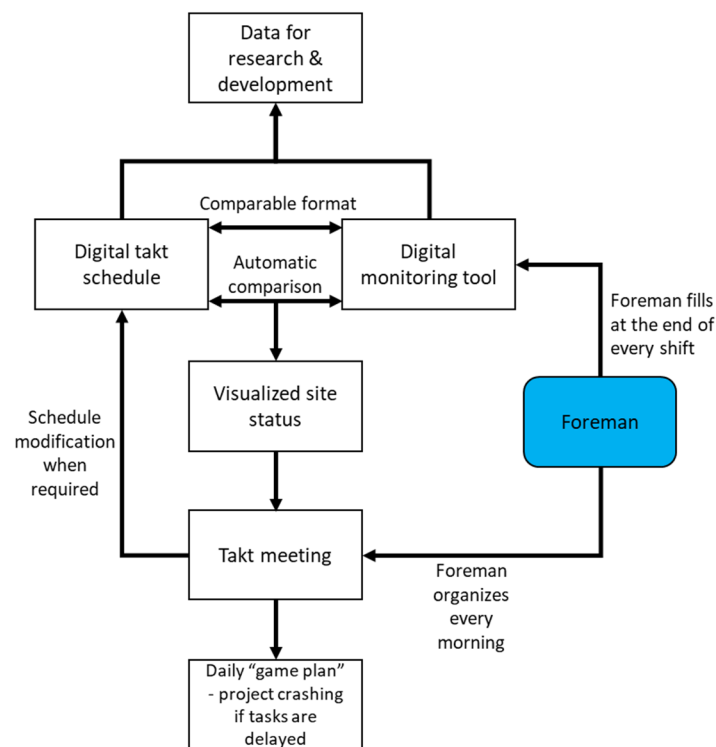 Data for
research &
development
Comparable format
Digital takt
schedule
Automatic
comparison
Digital
monitoring tool
Foreman fills
at the end of
every shift
Visualized site
status
Foreman
Schedule
modification
when
required
Takt meeting
Foreman
organizes
every
morning
Daily “game plan”
- project crashing
if tasks are
delayed